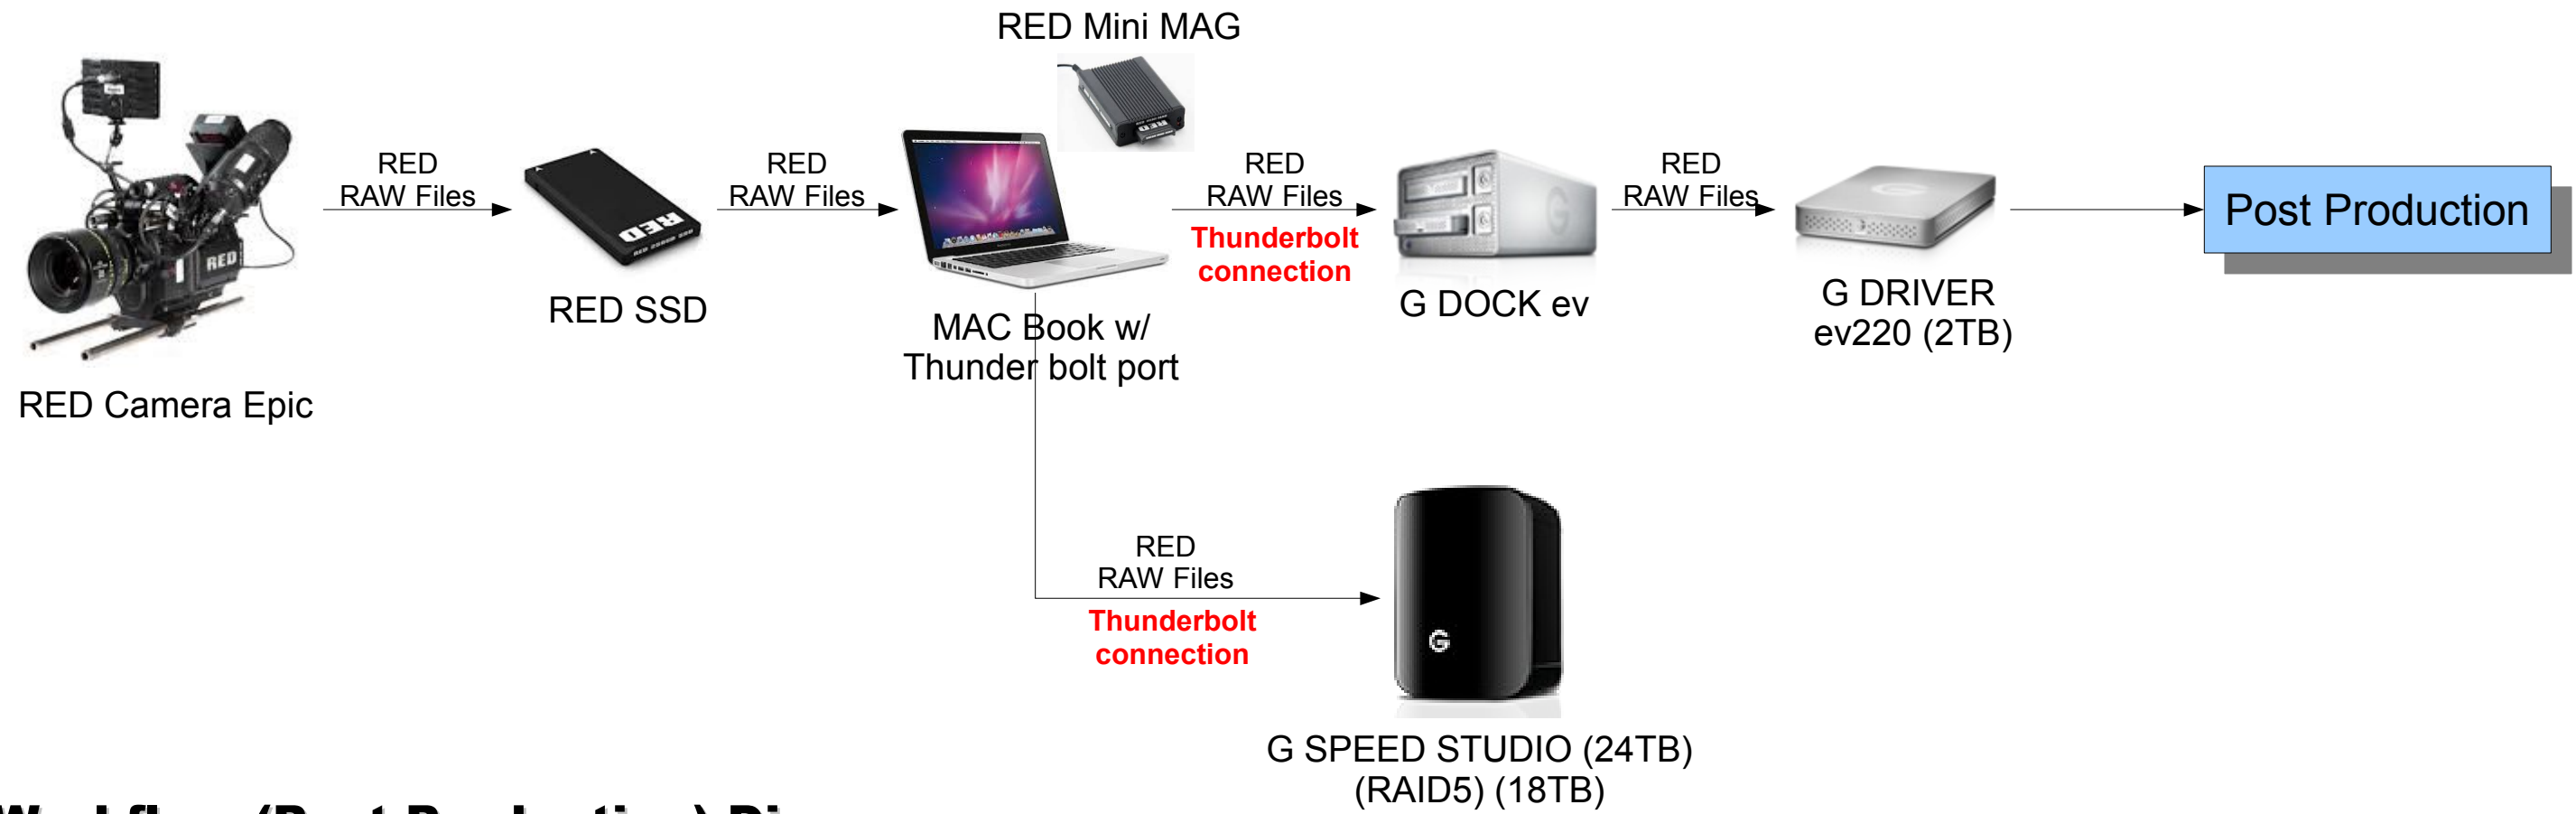 RED Mini MAG
RED
RAW Files
RED
RAW Files
RED
RAW Files
Thunderbolt
connection
RED
RAW Files
Post Production
RED
RED
RED SSD
MAC Book w/
Thunder bolt port
G DOCK ev
G DRIVER
ev220 (2TB)
RED Camera Epic
RED
RAW Files
Thunderbolt
connection
G
G SPEED STUDIO (24TB)
(RAID5) (18TB)